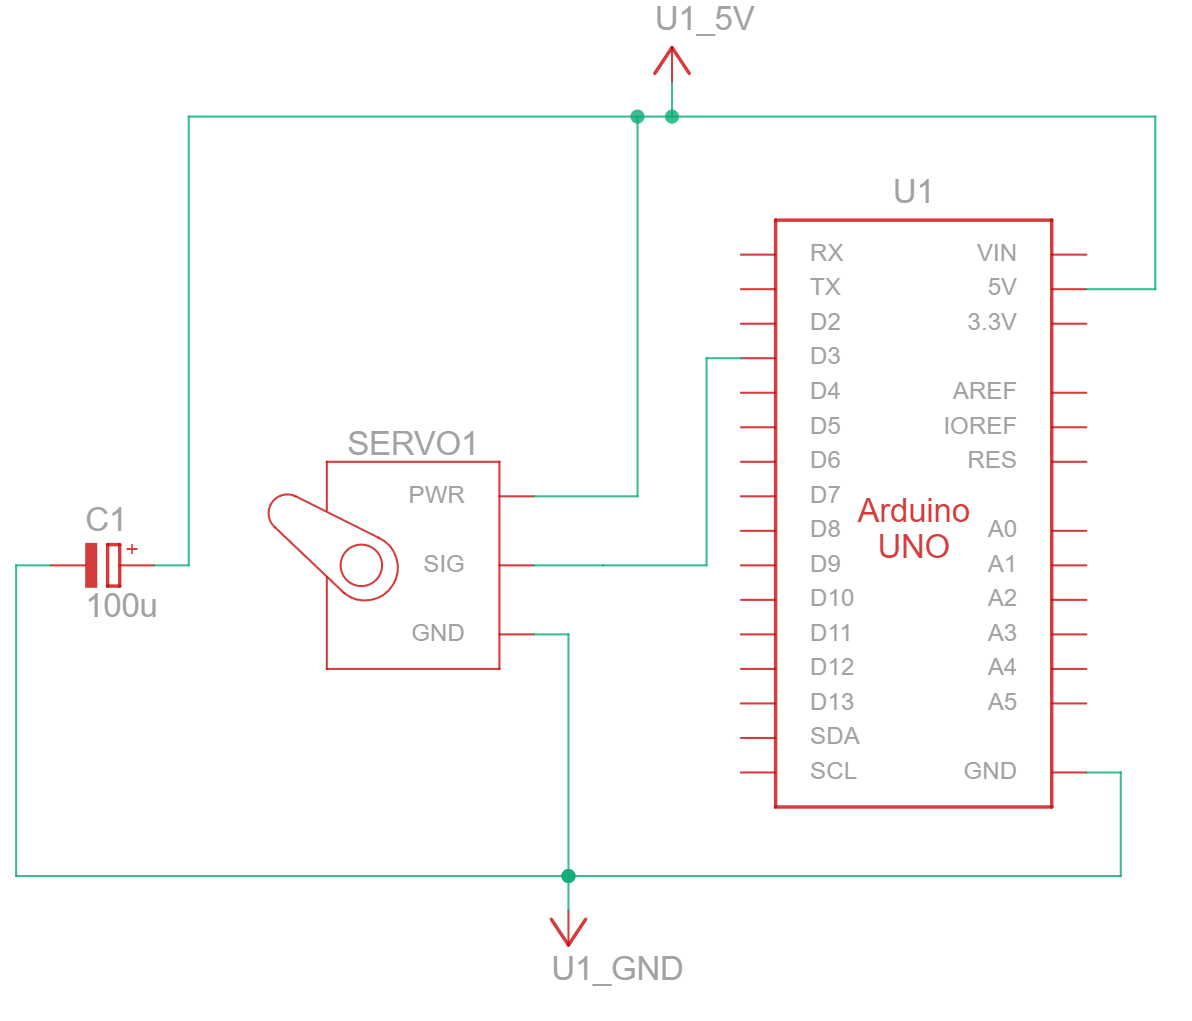 U1_5V
U1
RX
TX
D2
D3
D4
D5
D6
D7
D8
D9
D10
D11
D12
D13
SDA
SCL
VIN
5V
3.3V
AREF
IOREF
RES
A0
A1
A2
A3
A4
A5
GND
Arduino
UNO
SERVO1
PWR
SIG
GND
C1
+
100u
U1_GND